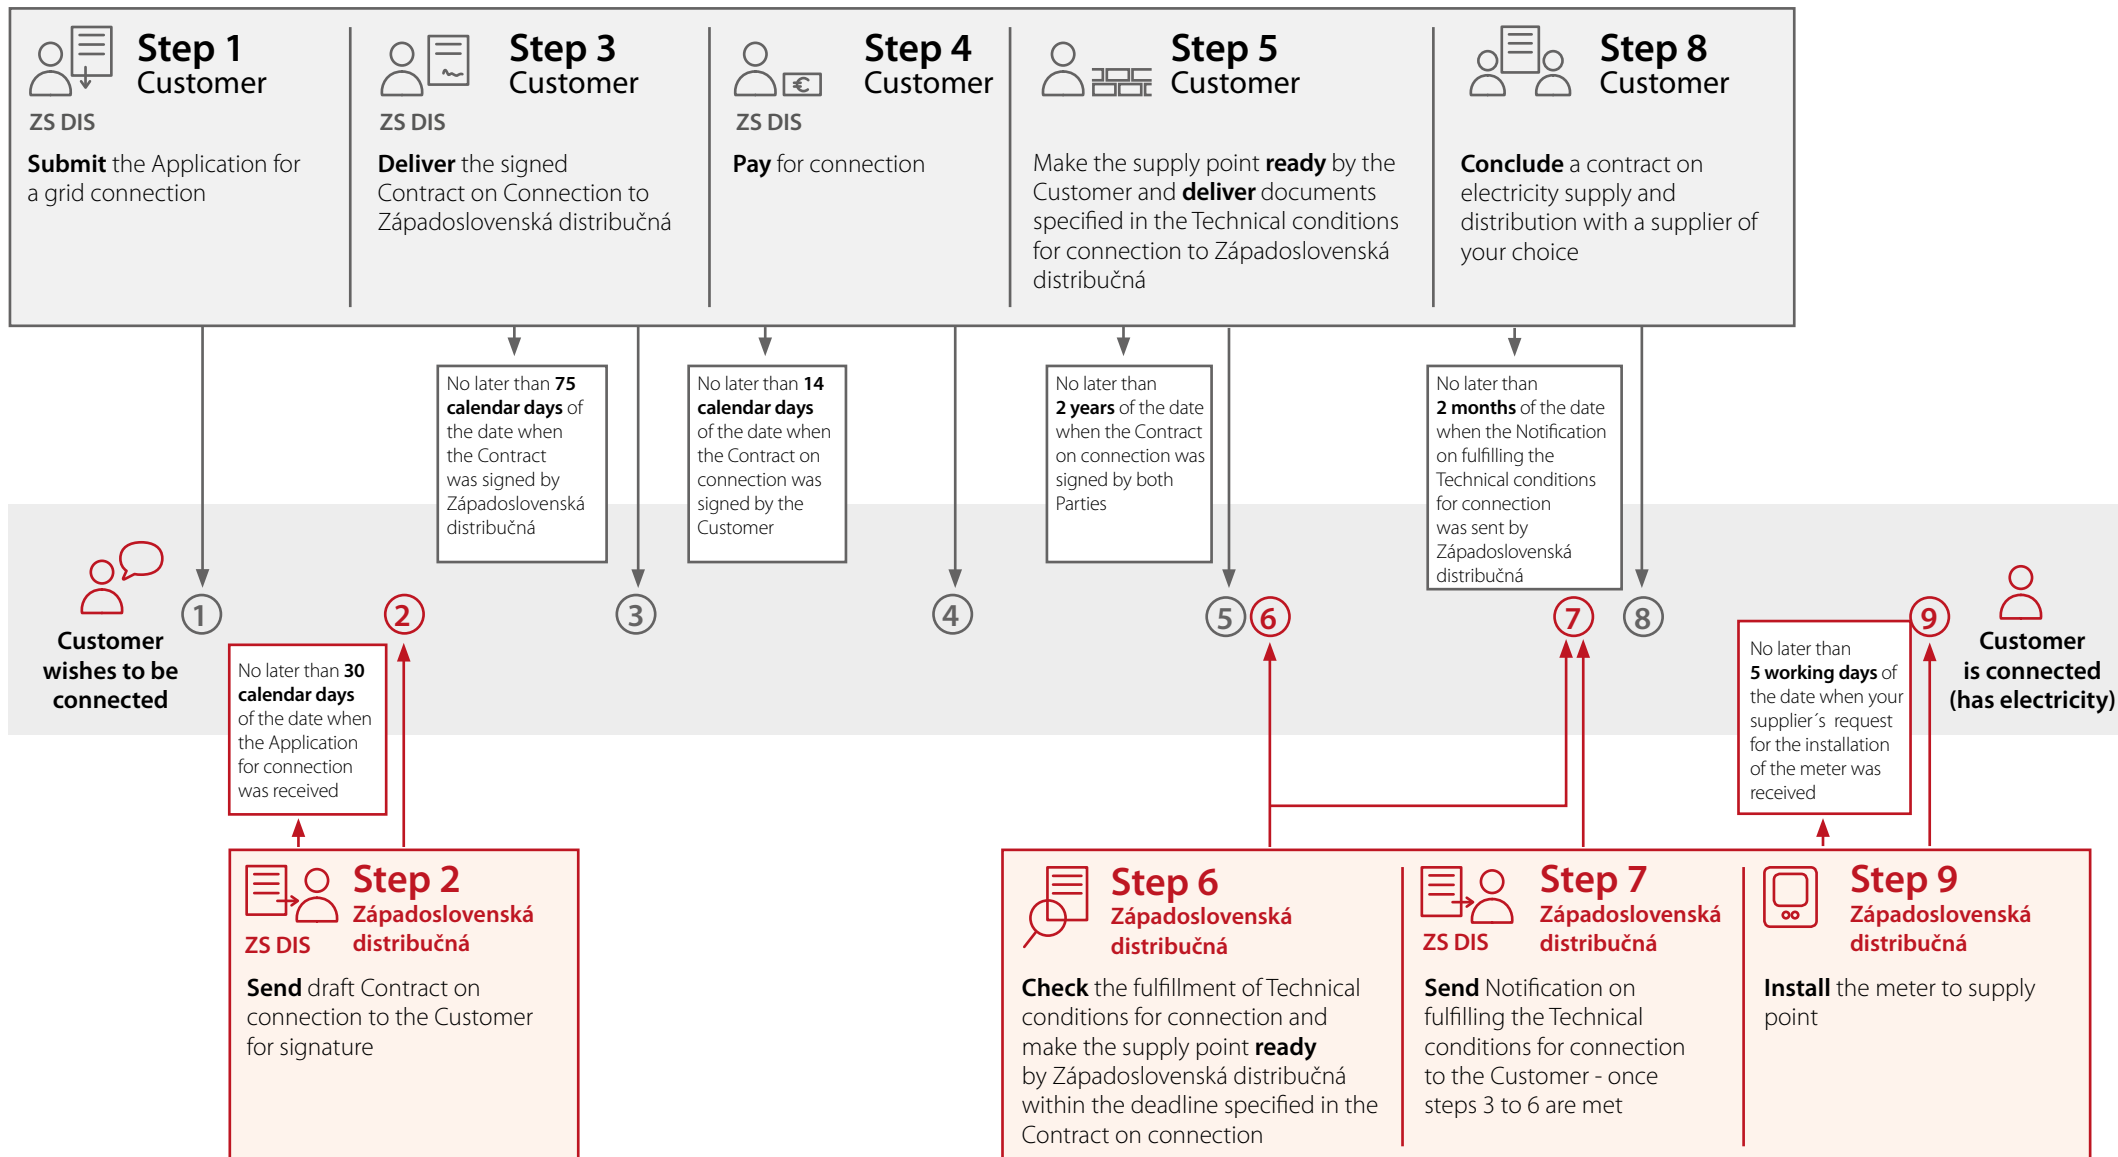 Step 1
Customer
ZS DIS
Submit the Application for
a grid connection
Step 3
Customer
ZS DIS
Deliver the signed
Contract on Connection to
Západoslovenská distribučná
Step 4
Customer
€
ZS DIS
Pay for connection
Step 5
Customer
Make the supply point ready by the
Customer and deliver documents
specified in the Technical conditions
for connection to Západoslovenská
distribučná
Step 8
Customer
Conclude a contract on
electricity supply and
distribution with a supplier of
your choice
No later than 75
calendar days of
the date when
the Contract
was signed by
Západoslovenská
distribučná
No later than 14
calendar days
of the date when
the Contract on
connection was
signed by the
Customer
No later than
2 years of the date
when the Contract
on connection was
signed by both
Parties
No later than
2 months of the date
when the Notification
on fulfilling the
Technical conditions
for connection
was sent by
Západoslovenská
distribučná
Customer
wishes to be
connected
1
2
3
4
5
6
7
8
9
Customer
is connected
(has electricity)
No later than 30
calendar days
of the date when
the Application
for connection
was received
No later than
5 working days of
the date when your
supplier´s request
for the installation
of the meter was
received
Step 2
Západoslovenská
distribučná
ZS DIS
Send draft Contract on
connection to the Customer
for signature
Step 6
Západoslovenská
distribučná
Check the fulfillment of Technical
conditions for connection and
make the supply point ready
by Západoslovenská distribučná
within the deadline specified in the
Contract on connection
Step 7
Západoslovenská
distribučná
ZS DIS
Send Notification on
fulfilling the Technical
conditions for connection
to the Customer - once
steps 3 to 6 are met
Step 9
Západoslovenská
distribučná
Install the meter to supply
point